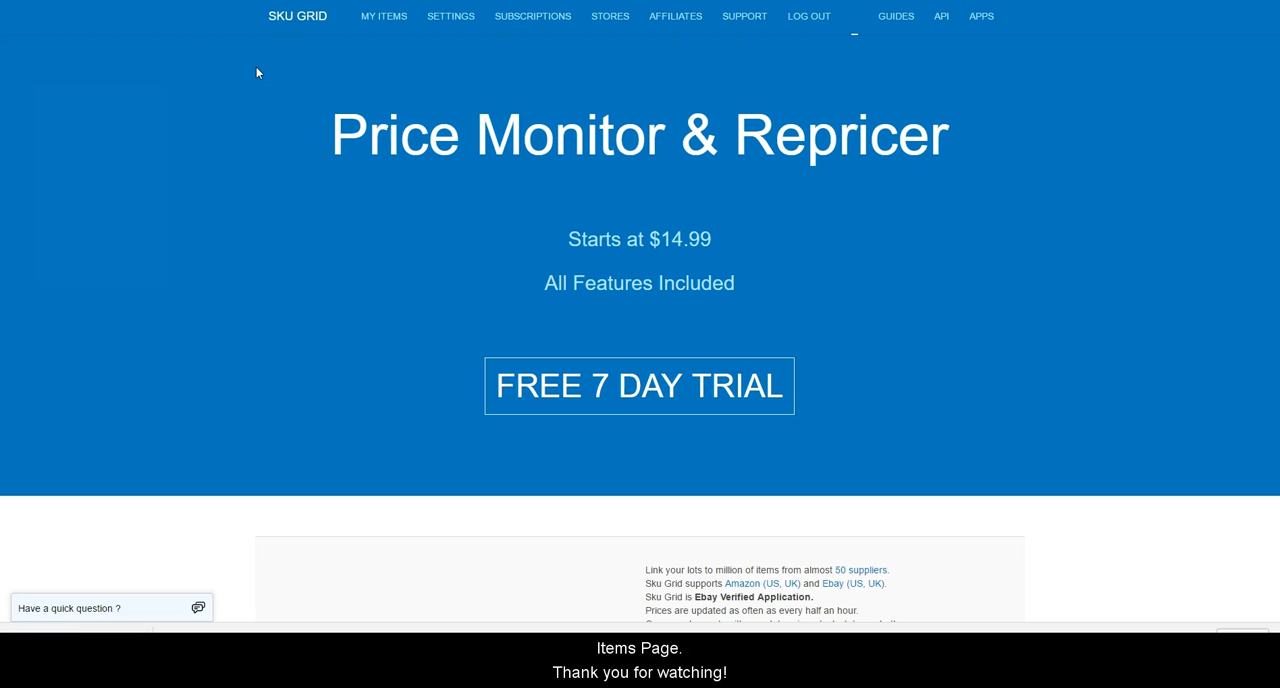 SKU GRID MY ITEMS SETTINGS SUBSCRIPTIONS STORES AFFILIATES SUPPORT LOG OUT GUIDES API APPS
Price Monitor & Repricer
Starts at $14.99
All Features Included
FREE 7 DAY TRIAL
Link your lots to million of items from almost 50 suppliers.
Sku Grid supports Amazon (US, UK) and Ebay (US, UK).
Sku Grid is Ebay Verified Application.
Have a quick question ?
Prices are updated as often as every half an hour.
Items Page.
Thank you for watching!